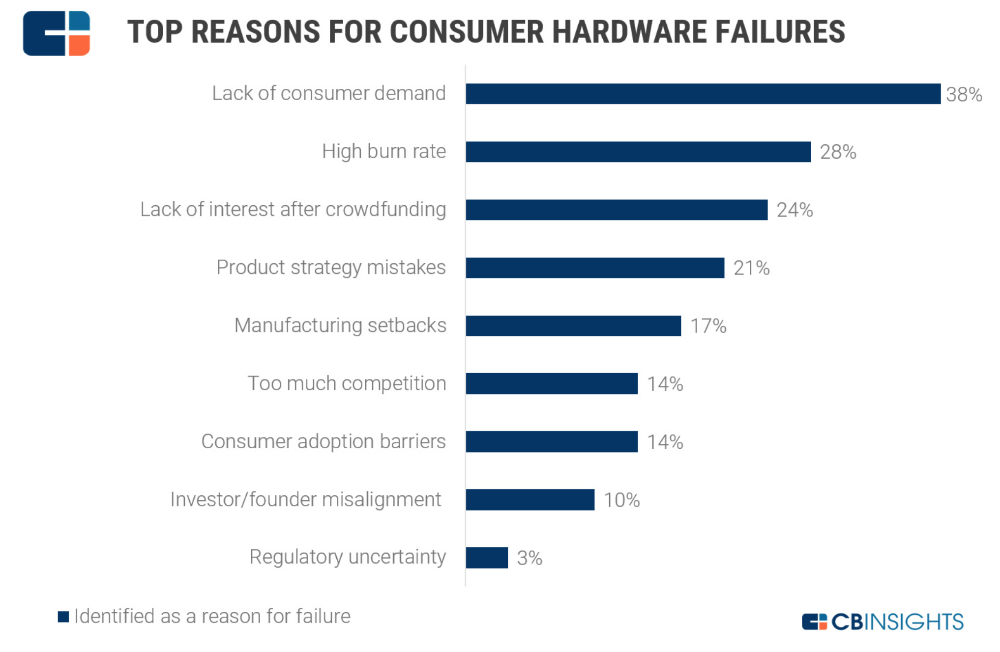 TOP REASONS FOR CONSUMER HARDWARE FAILURES
Lack of consumer demand 38%
High burn rate 28%
Lack of interest after crowdfunding 24%
Product strategy mistakes 21%
Manufacturing setbacks 17%
Too much competition 14%
Consumer adoption barriers 14%
Investor/founder misalignment 10%
Regulatory uncertainty 3%
Identified as a reason for failure
CBINSIGHTS